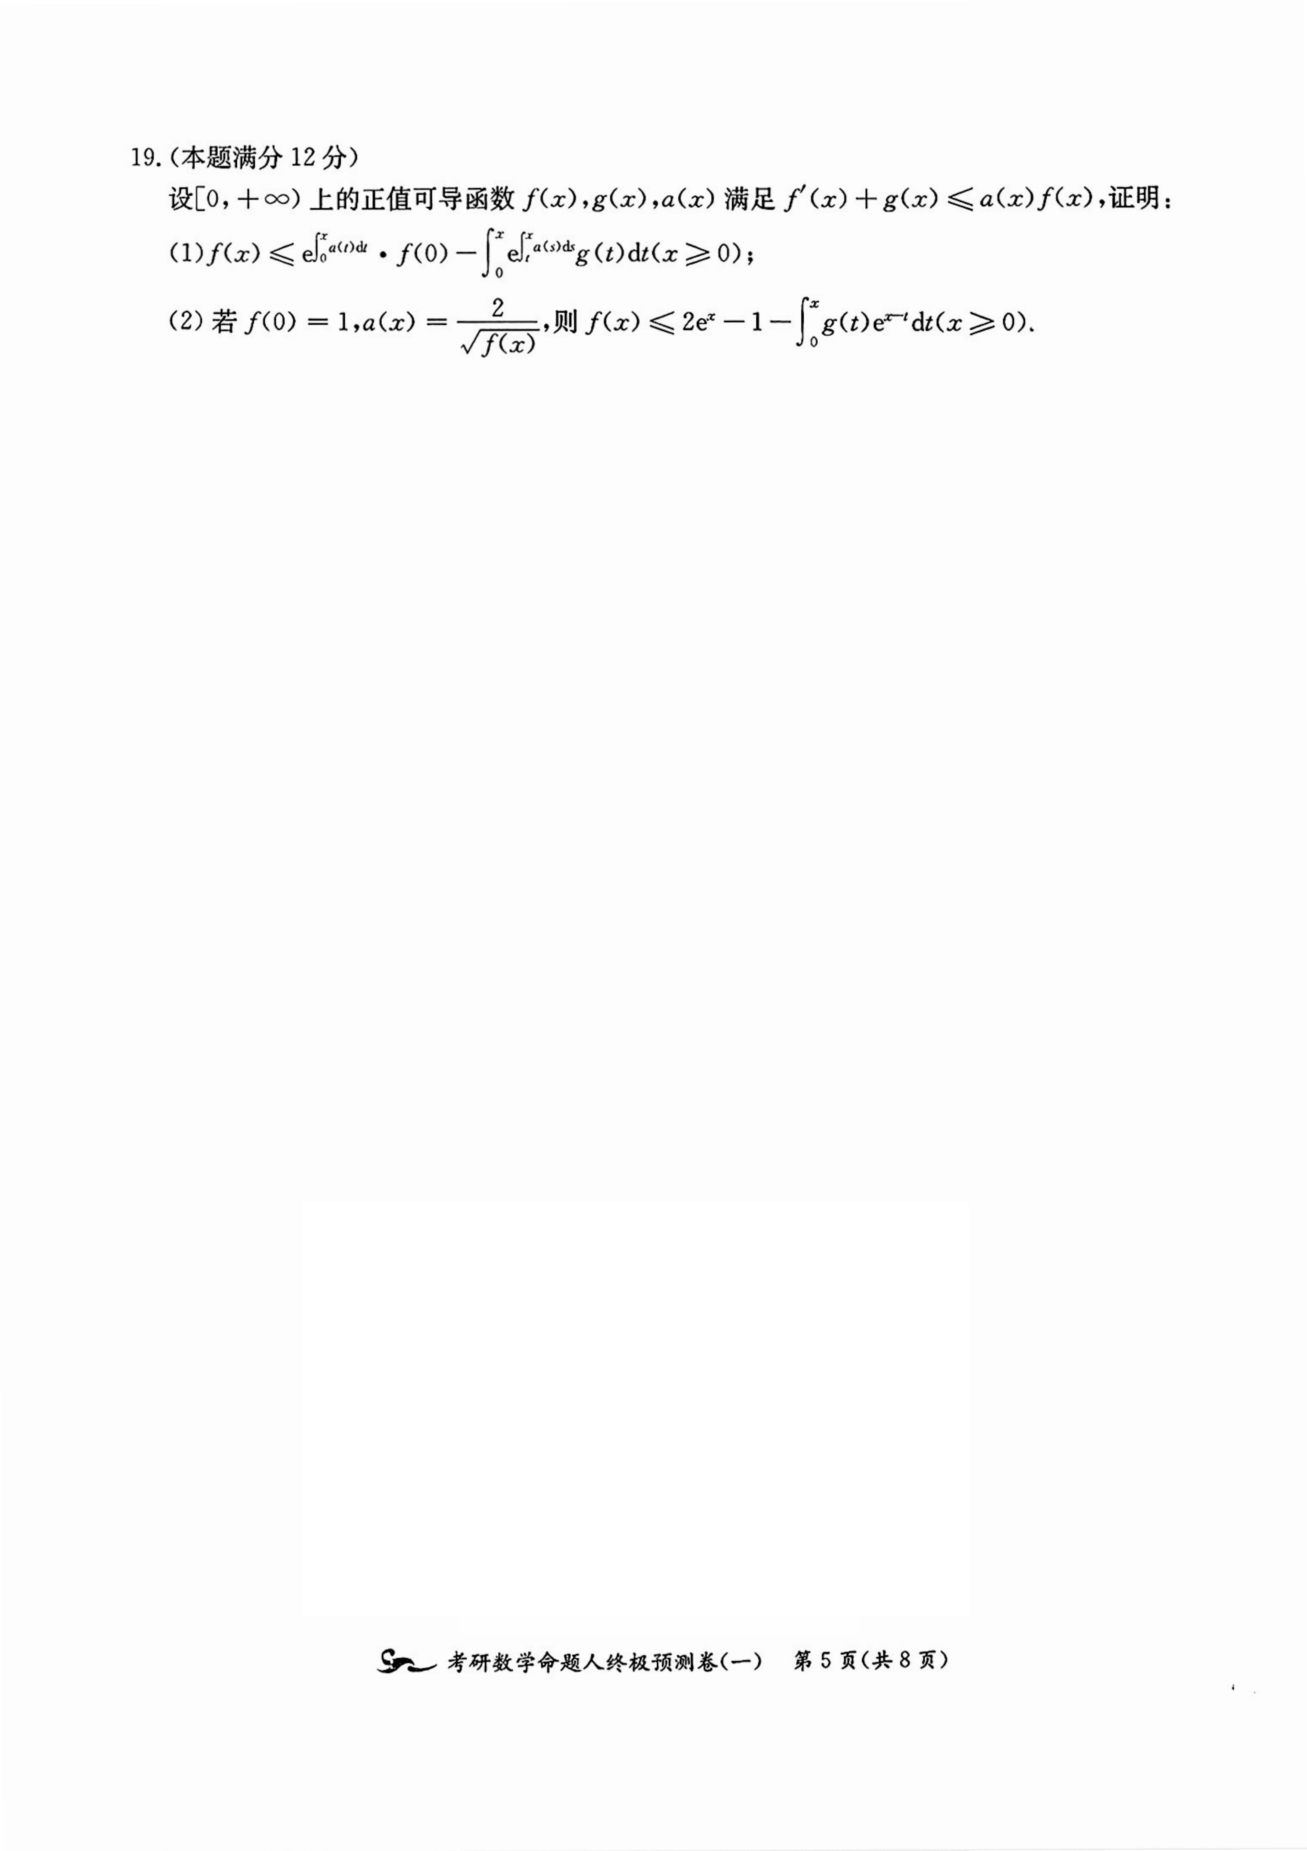 19.(本题满分 12 分)
设[0, +∞) 上的正值可导函数 f(x),g(x),a(x) 满足 f′(x)+g(x)≤a(x)f(x),证明:
(1) f(x) ≤ e^{∫_0^x a(t)dt} · f(0) − ∫_0^x e^{∫_t^x a(s)ds} g(t)dt(x ≥ 0);
(2) 若 f(0) = 1,a(x) = \frac{2}{\sqrt{f(x)}},则 f(x) ≤ 2e^x − 1 − ∫_0^x g(t)e^{x−t}dt(x ≥ 0).
考研数学命题人终极预测卷(一) 第 5 页(共 8 页)